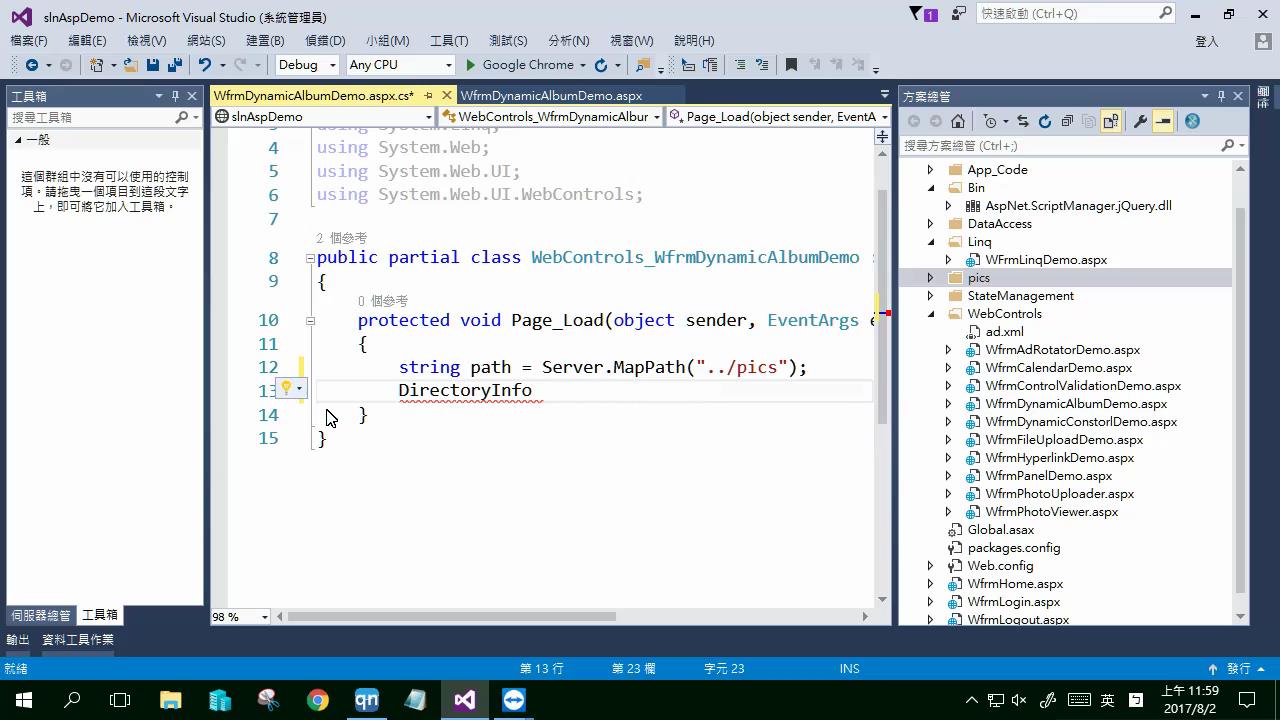 slnAspDemo - Microsoft Visual Studio (系統管理員)
1
快速啟動 (Ctrl+Q)
檔案(F) 編輯(E) 檢視(V) 網站(S) 建置(B) 偵錯(D) 小組(M) 工具(T) 測試(S) 分析(N) 視窗(W) 說明(H)
登入
Debug Any CPU Google Chrome
工具箱
搜尋工具箱
一般
這個群組中沒有可以使用的控制
項。請拖曳一個項目到這段文字
上，即可將它加入工具箱。
伺服器總管 工具箱
WfrmDynamicAlbumDemo.aspx.cs* WfrmDynamicAlbumDemo.aspx
slnAspDemo WebControls_WfrmDynamicAlbur Page_Load(object sender, EventA
using System.Linq;
4 using System.Web;
5 using System.Web.UI;
6 using System.Web.UI.WebControls;
7
2 個參考
8 public partial class WebControls_WfrmDynamicAlbumDemo :
9 {
0 個參考
10 protected void Page_Load(object sender, EventArgs e
11 {
12 string path = Server.MapPath("../pics");
13 DirectoryInfo
14 }
15 }
98 %
方案總管
搜尋方案總管 (Ctrl+;)
App_Code
Bin
AspNet.ScriptManager.jQuery.dll
DataAccess
Linq
WFrmLinqDemo.aspx
pics
StateManagement
WebControls
ad.xml
WfrmAdRotatorDemo.aspx
WfrmCalendarDemo.aspx
WfrmControlValidationDemo.aspx
WfrmDynamicAlbumDemo.aspx
WfrmDynamicConstorlDemo.aspx
WfrmFileUploadDemo.aspx
WfrmHyperlinkDemo.aspx
WfrmPanelDemo.aspx
WfrmPhotoUploader.aspx
WfrmPhotoViewer.aspx
Global.asax
packages.config
Web.config
WfrmHome.aspx
WfrmLogin.aspx
WfrmLogout.aspx
輸出 資料工具作業
就緒 第 13 行 第 23 欄 字元 23 INS 發行
qn
英
上午 11:59
2017/8/2